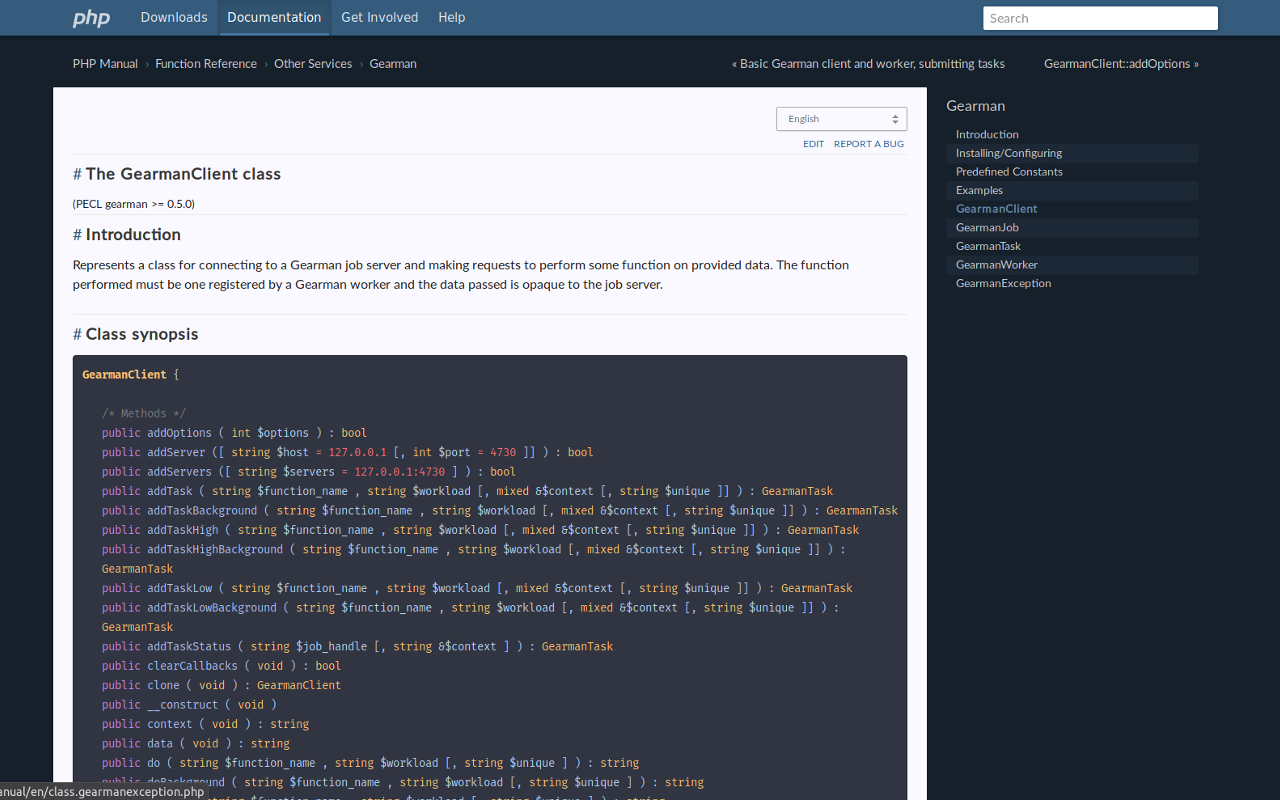 php Downloads Documentation Get Involved Help Search
PHP Manual › Function Reference › Other Services › Gearman « Basic Gearman client and worker, submitting tasks GearmanClient::addOptions »
English
EDIT REPORT A BUG
# The GearmanClient class
(PECL gearman >= 0.5.0)
# Introduction
Represents a class for connecting to a Gearman job server and making requests to perform some function on provided data. The function
performed must be one registered by a Gearman worker and the data passed is opaque to the job server.
# Class synopsis
GearmanClient {
/* Methods */
public addOptions ( int $options ) : bool
public addServer ([ string $host = 127.0.0.1 [, int $port = 4730 ]] ) : bool
public addServers ([ string $servers = 127.0.0.1:4730 ] ) : bool
public addTask ( string $function_name , string $workload [, mixed &$context [, string $unique ]] ) : GearmanTask
public addTaskBackground ( string $function_name , string $workload [, mixed &$context [, string $unique ]] ) : GearmanTask
public addTaskHigh ( string $function_name , string $workload [, mixed &$context [, string $unique ]] ) : GearmanTask
public addTaskHighBackground ( string $function_name , string $workload [, mixed &$context [, string $unique ]] ) :
GearmanTask
public addTaskLow ( string $function_name , string $workload [, mixed &$context [, string $unique ]] ) : GearmanTask
public addTaskLowBackground ( string $function_name , string $workload [, mixed &$context [, string $unique ]] ) :
GearmanTask
public addTaskStatus ( string $job_handle [, string &$context ] ) : GearmanTask
public clearCallbacks ( void ) : bool
public clone ( void ) : GearmanClient
public __construct ( void )
public context ( void ) : string
public data ( void ) : string
public do ( string $function_name , string $workload [, string $unique ] ) : string
public doBackground ( string $function_name , string $workload [, string $unique ] ) : string
anual/en/class.gearmanexception.php
Gearman
Introduction
Installing/Configuring
Predefined Constants
Examples
GearmanClient
GearmanJob
GearmanTask
GearmanWorker
GearmanException